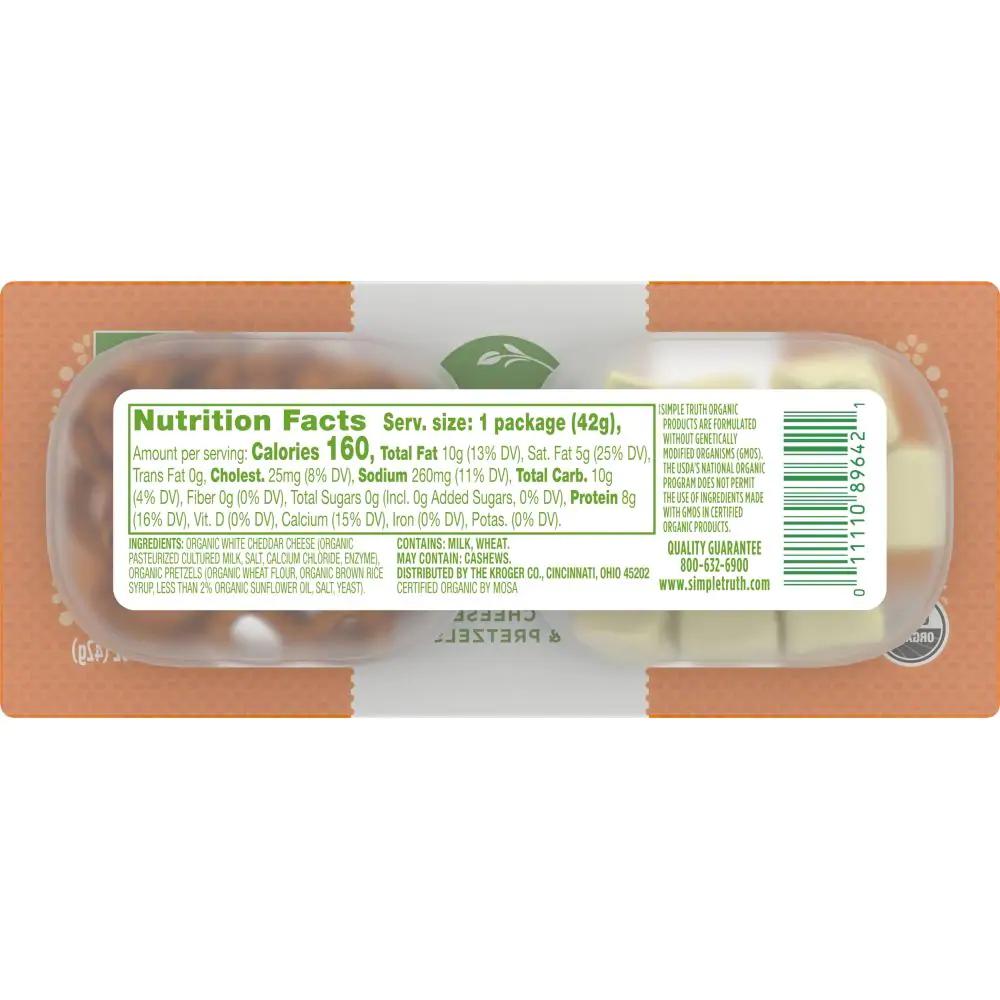 Nutrition Facts Serv. size: 1 package (42g),
Amount per serving: Calories 160, Total Fat 10g (13% DV), Sat. Fat 5g (25% DV),
Trans Fat 0g, Cholest. 25mg (8% DV), Sodium 260mg (11% DV), Total Carb. 10g
(4% DV), Fiber 0g (0% DV), Total Sugars 0g (Incl. 0g Added Sugars, 0% DV), Protein 8g
(16% DV), Vit. D (0% DV), Calcium (15% DV), Iron (0% DV), Potas. (0% DV).
INGREDIENTS: ORGANIC WHITE CHEDDAR CHEESE (ORGANIC
PASTEURIZED CULTURED MILK, SALT, CALCIUM CHLORIDE, ENZYME),
ORGANIC PRETZELS (ORGANIC WHEAT FLOUR, ORGANIC BROWN RICE
SYRUP, LESS THAN 2% ORGANIC SUNFLOWER OIL, SALT, YEAST).
CONTAINS: MILK, WHEAT.
MAY CONTAIN: CASHEWS.
DISTRIBUTED BY THE KROGER CO., CINCINNATI, OHIO 45202
CERTIFIED ORGANIC BY MOSA
SIMPLE TRUTH ORGANIC
PRODUCTS ARE FORMULATED
WITHOUT GENETICALLY
MODIFIED ORGANISMS (GMOS).
THE USDA'S NATIONAL ORGANIC
PROGRAM DOES NOT PERMIT
THE USE OF INGREDIENTS MADE
WITH GMOS IN CERTIFIED
ORGANIC PRODUCTS.
QUALITY GUARANTEE
800-632-6900
www.simpletruth.com
0 11110 89642 1
CHEESE
& PRETZELS
(42g)